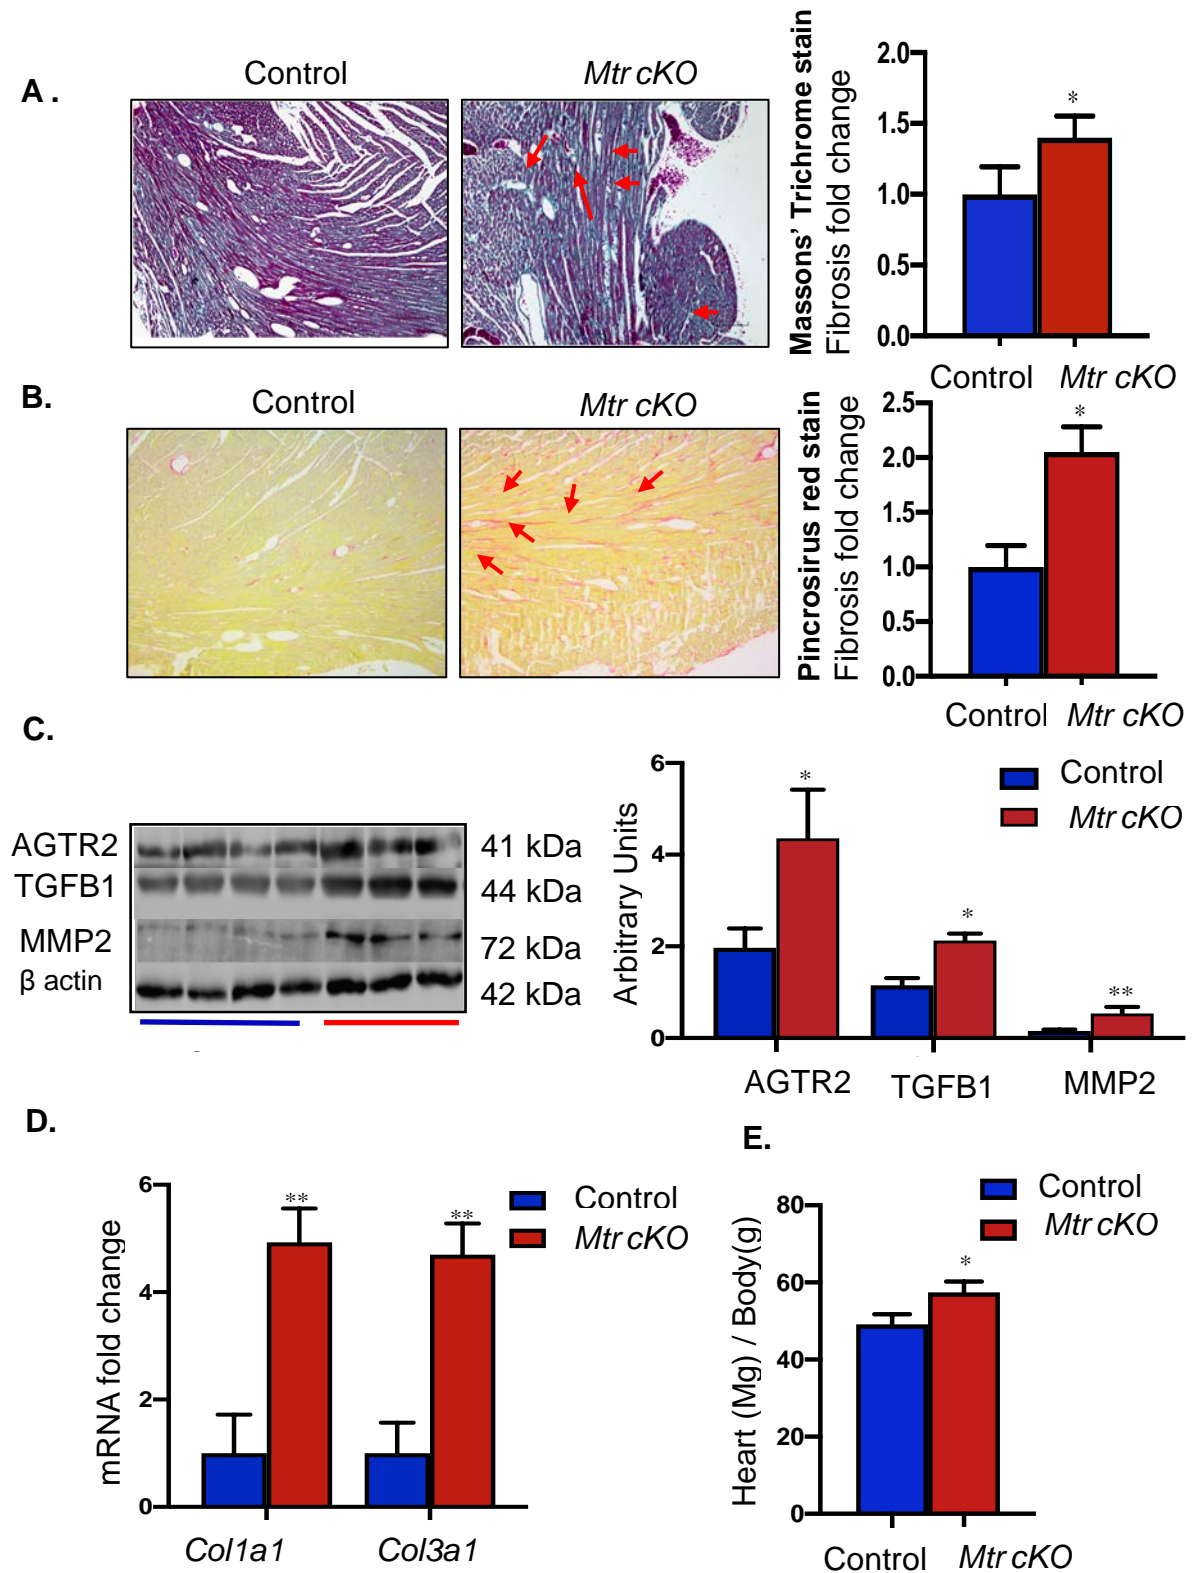 A .
Control
Mtr cKO
Massons’ Trichrome stain
Fibrosis fold change
2.0
1.5
1.0
0.5
0.0
*
Control
Mtr cKO
B.
Control
Mtr cKO
Pincrosirus red stain
Fibrosis fold change
2.5
2.0
1.5
1.0
0.5
0.0
*
Control
Mtr cKO
C.
AGTR2
41 kDa
TGFB1
44 kDa
MMP2
72 kDa
β actin
42 kDa
Arbitrary Units
6
4
2
0
*
*
**
Control
Mtr cKO
AGTR2
TGFB1
MMP2
D.
mRNA fold change
6
4
2
0
**
**
Control
Mtr cKO
Col1a1
Col3a1
E.
Heart (Mg) / Body(g)
80
60
40
20
0
*
Control
Mtr cKO
Control
Mtr cKO